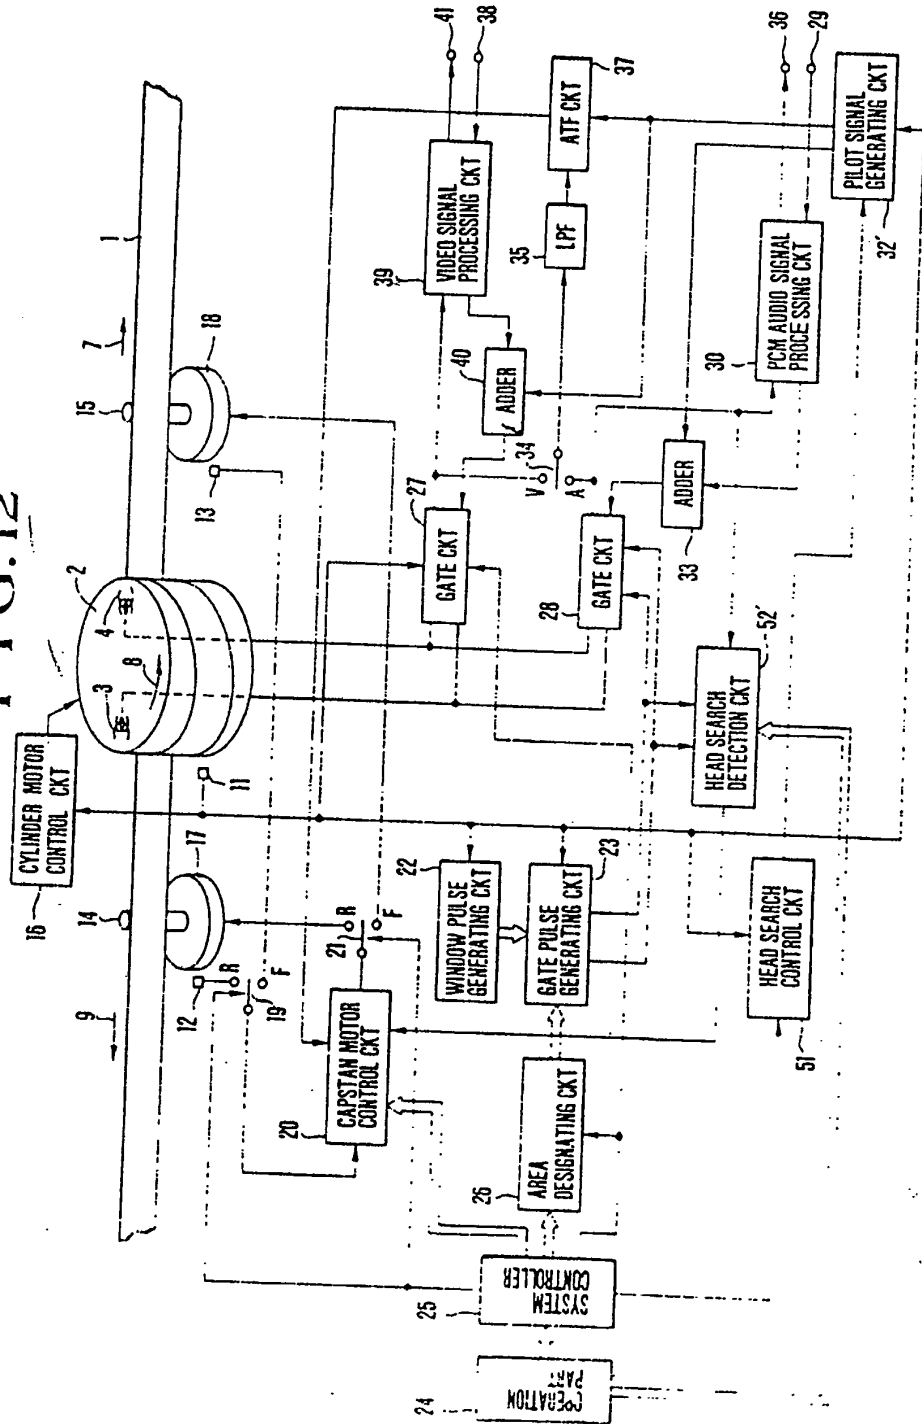 FIG.12
1
2
3
4
7
8
9
11
12
13
14
15
16
CYLINDER MOTOR
CONTROL CKT
17
18
R
F
19
R
F
21
20
CAPSTAN MOTOR
CONTROL CKT
22
WINDOW PULSE
GENERATING CKT
23
GATE PULSE
GENERATING CKT
24
OPERATION
PART
25
SYSTEM
CONTROLLER
26
AREA
DESIGNATING CKT
27
GATE CKT
28
GATE CKT
V
A
34
39
VIDEO SIGNAL
PROCESSING CKT
41
38
40
ADDER
35
LPF
37
ATF CKT
33
ADDER
30
PCM AUDIO SIGNAL
PROCESSING CKT
36
29
32'
PILOT SIGNAL
GENERATING CKT
51
HEAD SEARCH
CONTROL CKT
52'
HEAD SEARCH
DETECTION CKT